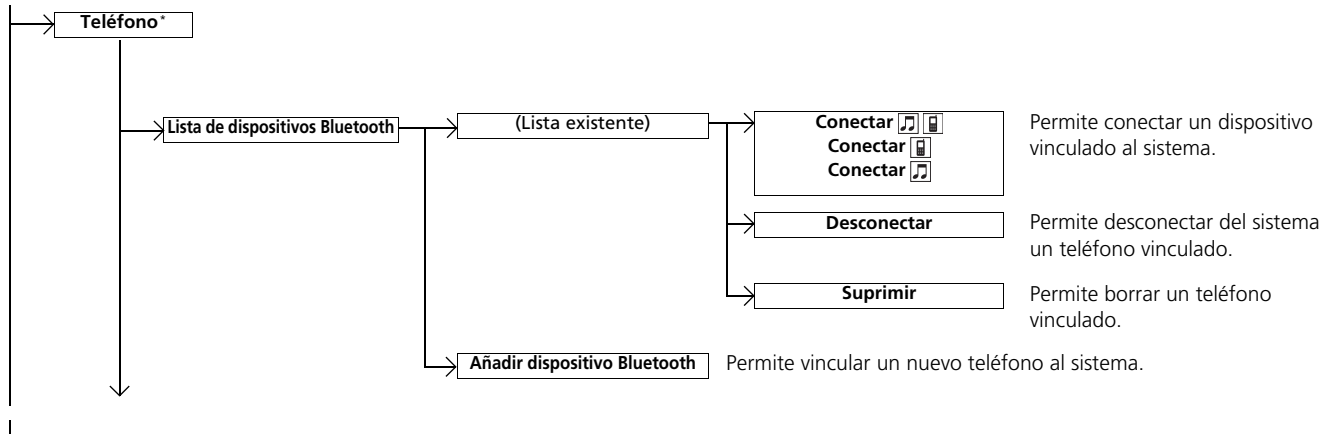 Teléfono*
Lista de dispositivos Bluetooth
(Lista existente)
Conectar
Conectar
Conectar
Permite conectar un dispositivo
vinculado al sistema.
Desconectar
Permite desconectar del sistema
un teléfono vinculado.
Suprimir
Permite borrar un teléfono
vinculado.
Añadir dispositivo Bluetooth
Permite vincular un nuevo teléfono al sistema.